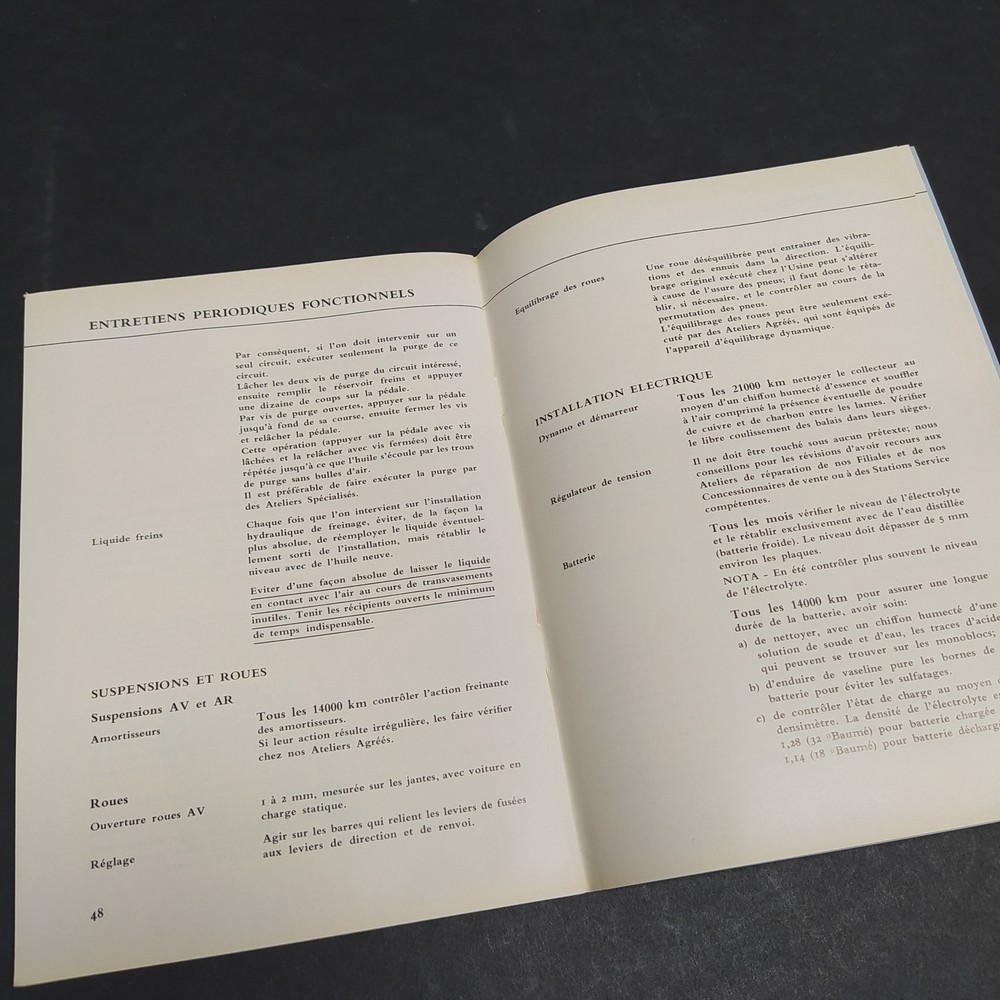 ENTRETIENS PERIODIQUES FONCTIONNELS
Par conséquent, si l'on doit intervenir sur un
seul circuit, exécuter seulement la purge de ce
circuit.
Lâcher les deux vis de purge du circuit intéressé,
ensuite remplir le réservoir freins et appuyer
une dizaine de coups sur la pédale.
Par vis de purge ouvertes, appuyer sur la pédale
jusqu'à fond de sa course, ensuite fermer les vis
et relâcher la pédale.
Cette opération (appuyer sur la pédale avec vis
lâchées et la relâcher avec vis fermées) doit être
répétée jusqu'à ce que l'huile s'écoule par les trous
de purge sans bulles d'air.
Il est préférable de faire exécuter la purge par
des Ateliers Spécialisés.
Liquide freins
Chaque fois que l'on intervient sur l'installation
hydraulique de freinage, éviter, de la façon la
plus absolue, de réemployer le liquide éventuel-
lement sorti de l'installation, mais rétablir le
niveau avec de l'huile neuve.
Eviter d'une façon absolue de laisser le liquide
en contact avec l'air au cours de transvasements
inutiles. Tenir les récipients ouverts le minimum
de temps indispensable.
SUSPENSIONS ET ROUES
Suspensions AV et AR
Amortisseurs
Tous les 14000 km contrôler l'action freinante
des amortisseurs.
Si leur action résulte irrégulière, les faire vérifier
chez nos Ateliers Agréés.
Roues
Ouverture roues AV
1 à 2 mm, mesurée sur les jantes, avec voiture en
charge statique.
Réglage
Agir sur les barres qui relient les leviers de fusées
aux leviers de direction et de renvoi.
48
Equilibrage des roues
Une roue déséquilibrée peut entraîner des vibra-
tions et des ennuis dans la direction. L'équili-
brage originel exécuté chez l'Usine peut s'altérer
à cause de l'usure des pneus; il faut donc le réta-
blir, si nécessaire, et le contrôler au cours de la
permutation des pneus.
L'équilibrage des roues peut être seulement exé-
cuté par des Ateliers Agréés, qui sont équipés de
l'appareil d'équilibrage dynamique.
INSTALLATION ELECTRIQUE
Dynamo et démarreur
Tous les 21000 km nettoyer le collecteur au
moyen d'un chiffon humecté d'essence et souffler
à l'air comprimé la présence éventuelle de poudre
de cuivre et de charbon entre les lames. Vérifier
le libre coulissement des balais dans leurs sièges.
Régulateur de tension
Il ne doit être touché sous aucun prétexte; nous
conseillons pour les révisions d'avoir recours aux
Ateliers de réparation de nos Filiales et de nos
Concessionnaires de vente ou à des Stations Service
compétentes.
Batterie
Tous les mois vérifier le niveau de l'électrolyte
et le rétablir exclusivement avec de l'eau distillée
(batterie froide). Le niveau doit dépasser de 5 mm
environ les plaques.
NOTA - En été contrôler plus souvent le niveau
de l'électrolyte.
Tous les 14000 km pour assurer une longue
durée de la batterie, avoir soin:
a) de nettoyer, avec un chiffon humecté d'une
solution de soude et d'eau, les traces d'acide
qui peuvent se trouver sur les monoblocs;
b) d'enduire de vaseline pure les bornes de
batterie pour éviter les sulfatages.
c) de contrôler l'état de charge au moyen
densimètre. La densité de l'électrolyte
1,28 (32 °Baumé) pour batterie chargée
1,14 (18 °Baumé) pour batterie décharg